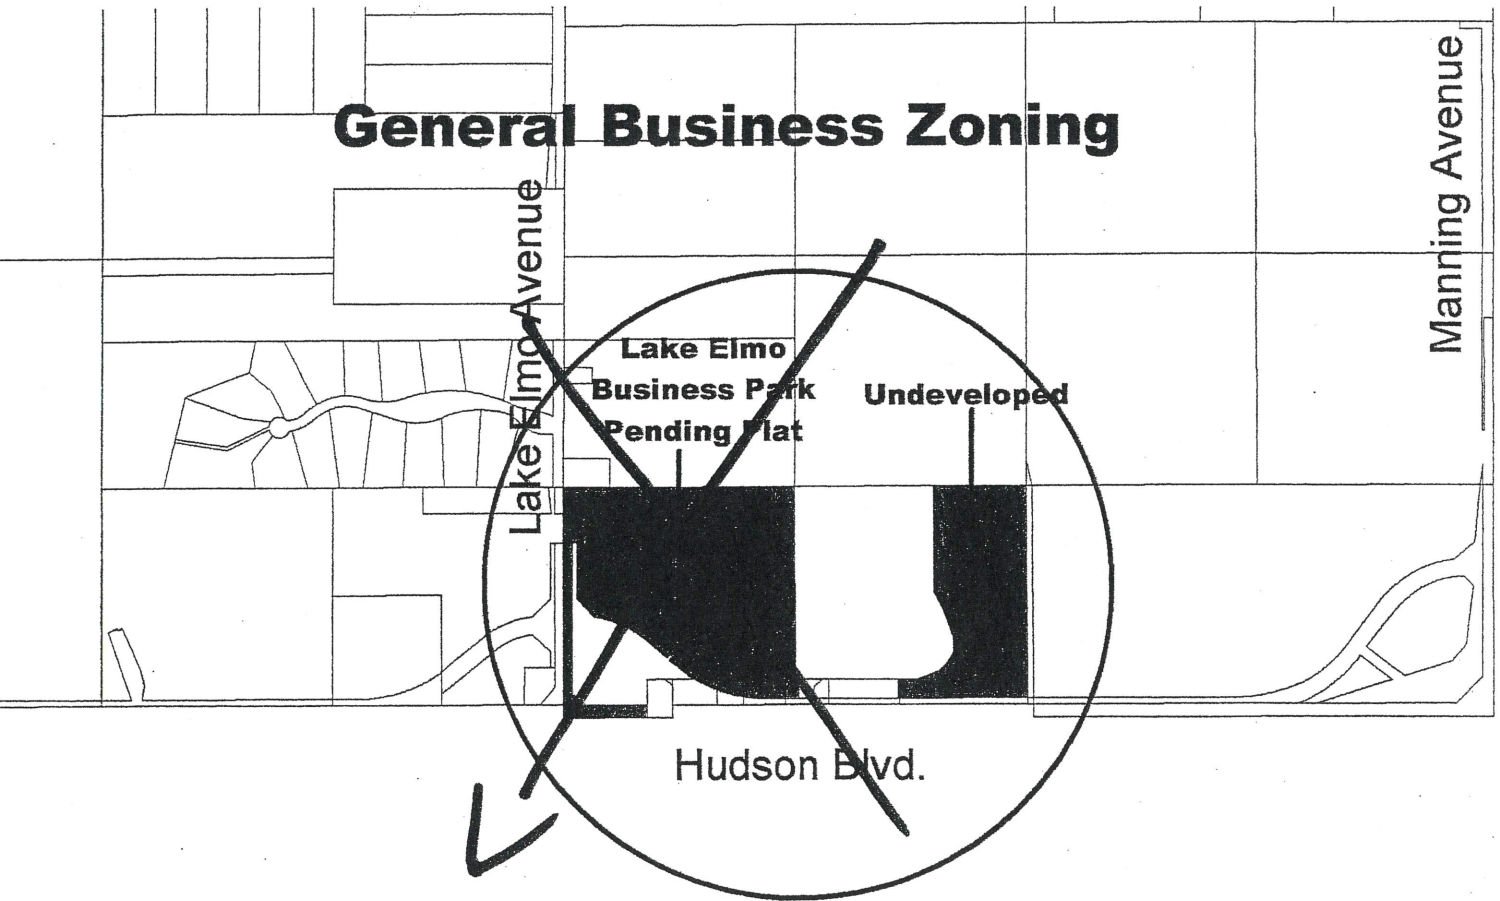 General Business Zoning
Manning Avenue
Lake Elmo Avenue
Lake Elmo
Business Park
Pending Plat
Undeveloped
Hudson Blvd.